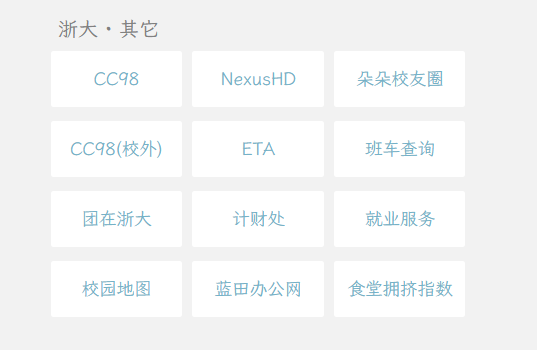 浙大·其它
CC98
NexusHD
朵朵校友圈
CC98(校外)
ETA
班车查询
团在浙大
计财处
就业服务
校园地图
蓝田办公网
食堂拥挤指数